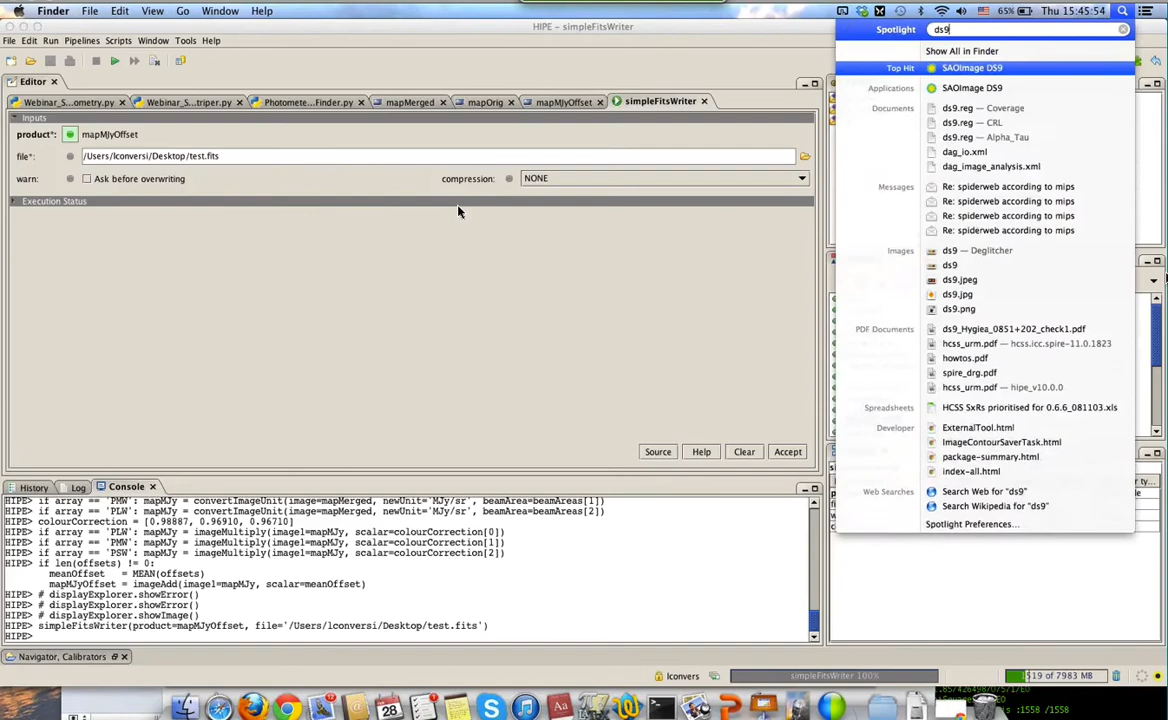 Finder File Edit View Go Window Help
65% Thu 15:45:54
HIPE – simpleFitsWriter
File Edit Run Pipelines Scripts Window Tools Help
Spotlight ds9
Show All in Finder
Top Hit SAOImage DS9
Applications SAOImage DS9
Documents ds9.reg — Coverage
ds9.reg — CRL
ds9.reg — Alpha_Tau
dag_io.xml
dag_image_analysis.xml
Messages Re: spiderweb according to mips
Re: spiderweb according to mips
Re: spiderweb according to mips
Re: spiderweb according to mips
Images ds9 — Deglitcher
ds9
ds9.jpeg
ds9.jpg
ds9.png
PDF Documents ds9_Hygiea_0851+202_check1.pdf
hcss_urm.pdf — hcss.icc.spire-11.0.1823
howtos.pdf
spire_drg.pdf
hcss_urm.pdf — hipe_v10.0.0
Spreadsheets HCSS SxRs prioritised for 0.6.6_081103.xls
Developer ExternalTool.html
ImageContourSaverTask.html
package-summary.html
index-all.html
Web Searches Search Web for "ds9"
Search Wikipedia for "ds9"
Spotlight Preferences...
Editor
Webinar_S...ometry.py Webinar_S...triper.py Photomete...Finder.py mapMerged mapOrig mapMJyOffset simpleFitsWriter
Inputs
product*: mapMJyOffset
file*: /Users/lconversi/Desktop/test.fits
warn: Ask before overwriting compression: NONE
Execution Status
Source Help Clear Accept
History Log Console
HIPE> if array == 'PMW': mapMJy = convertImageUnit(image=mapMerged, newUnit='MJy/sr', beamArea=beamAreas[1])
HIPE> if array == 'PLW': mapMJy = convertImageUnit(image=mapMerged, newUnit='MJy/sr', beamArea=beamAreas[2])
HIPE> colourCorrection = [0.98887, 0.96910, 0.96710]
HIPE> if array == 'PLW': mapMJy = imageMultiply(image1=mapMJy, scalar=colourCorrection[0])
HIPE> if array == 'PMW': mapMJy = imageMultiply(image1=mapMJy, scalar=colourCorrection[1])
HIPE> if array == 'PSW': mapMJy = imageMultiply(image1=mapMJy, scalar=colourCorrection[2])
HIPE> if len(offsets) != 0:
meanOffset = MEAN(offsets)
mapMJyOffset = imageAdd(image1=mapMJy, scalar=meanOffset)
HIPE> # displayExplorer.showError()
HIPE> # displayExplorer.showError()
HIPE> # displayExplorer.showImage()
HIPE> simpleFitsWriter(product=mapMJyOffset, file='/Users/lconversi/Desktop/test.fits')
HIPE>
Navigator, Calibrators
lconvers simpleFitsWriter 100% 1519 of 7983 MB
28
:1558 / :1558